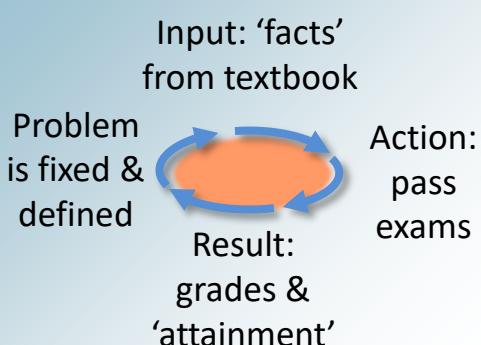 Input: ‘facts’
from textbook
Problem
is fixed &
defined
Action:
pass
exams
Result:
grades &
‘attainment’